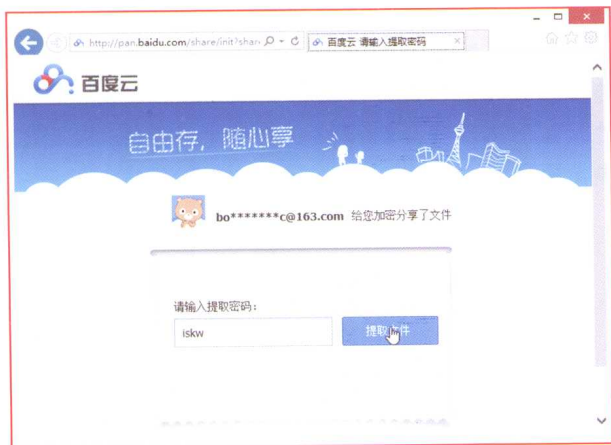 http://pan.baidu.com/share/init?shar
百度云 请输入提取密码
百度云
自由存，随心享
bo*******c@163.com 给您加密分享了文件
请输入提取密码：
iskw
提取文件